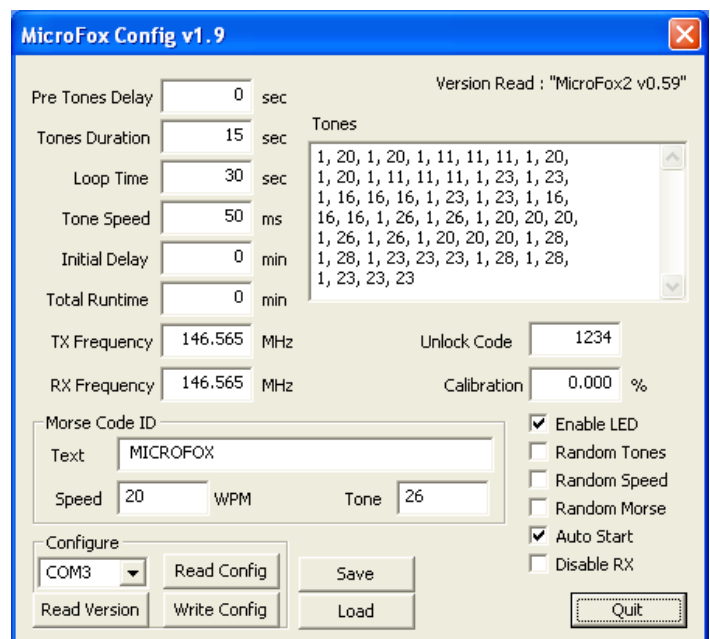 MicroFox Config v1.9
Version Read : "MicroFox2 v0.59"
Pre Tones Delay 0 sec
Tones Duration 15 sec
Loop Time 30 sec
Tone Speed 50 ms
Initial Delay 0 min
Total Runtime 0 min
TX Frequency 146.565 MHz
RX Frequency 146.565 MHz
Tones
1, 20, 1, 20, 1, 11, 11, 11, 1, 20,
1, 20, 1, 11, 11, 11, 1, 23, 1, 23,
1, 16, 16, 16, 1, 23, 1, 23, 1, 16,
16, 16, 1, 26, 1, 26, 1, 20, 20, 20,
1, 26, 1, 26, 1, 20, 20, 20, 1, 28,
1, 28, 1, 23, 23, 23, 1, 28, 1, 28,
1, 23, 23, 23
Unlock Code 1234
Calibration 0.000 %
Morse Code ID
Text MICROFOX
Speed 20 WPM Tone 26
Enable LED
Random Tones
Random Speed
Random Morse
Auto Start
Disable RX
Configure
COM3 Read Config
Read Version Write Config
Save
Load
Quit